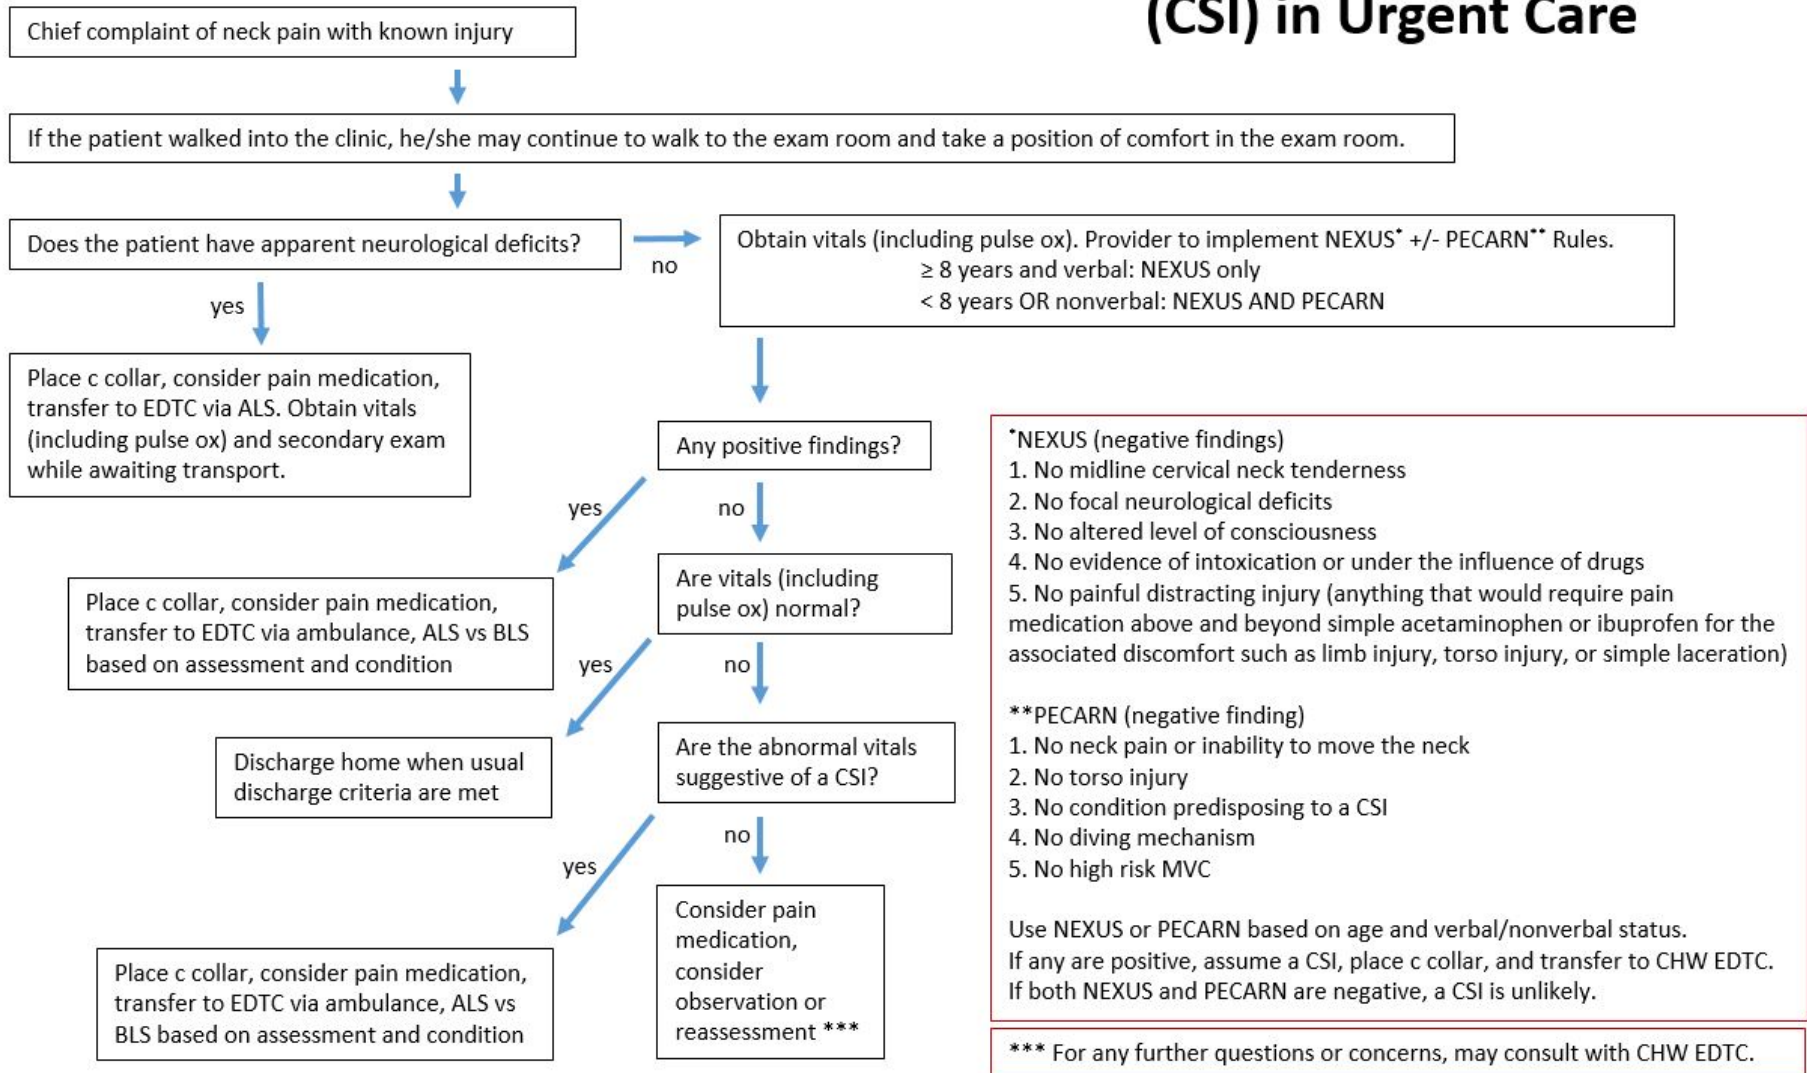 (CSI) in Urgent Care
Chief complaint of neck pain with known injury
If the patient walked into the clinic, he/she may continue to walk to the exam room and take a position of comfort in the exam room.
Does the patient have apparent neurological deficits?
no
Obtain vitals (including pulse ox). Provider to implement NEXUS* +/- PECARN** Rules.
≥ 8 years and verbal: NEXUS only
< 8 years OR nonverbal: NEXUS AND PECARN
yes
Place c collar, consider pain medication,
transfer to EDTC via ALS. Obtain vitals
(including pulse ox) and secondary exam
while awaiting transport.
Any positive findings?
yes
no
Place c collar, consider pain medication,
transfer to EDTC via ambulance, ALS vs BLS
based on assessment and condition
Are vitals (including
pulse ox) normal?
yes
no
Discharge home when usual
discharge criteria are met
Are the abnormal vitals
suggestive of a CSI?
yes
no
Place c collar, consider pain medication,
transfer to EDTC via ambulance, ALS vs
BLS based on assessment and condition
Consider pain
medication,
consider
observation or
reassessment ***
*NEXUS (negative findings)
1. No midline cervical neck tenderness
2. No focal neurological deficits
3. No altered level of consciousness
4. No evidence of intoxication or under the influence of drugs
5. No painful distracting injury (anything that would require pain
medication above and beyond simple acetaminophen or ibuprofen for the
associated discomfort such as limb injury, torso injury, or simple laceration)
**PECARN (negative finding)
1. No neck pain or inability to move the neck
2. No torso injury
3. No condition predisposing to a CSI
4. No diving mechanism
5. No high risk MVC
Use NEXUS or PECARN based on age and verbal/nonverbal status.
If any are positive, assume a CSI, place c collar, and transfer to CHW EDTC.
If both NEXUS and PECARN are negative, a CSI is unlikely.
*** For any further questions or concerns, may consult with CHW EDTC.